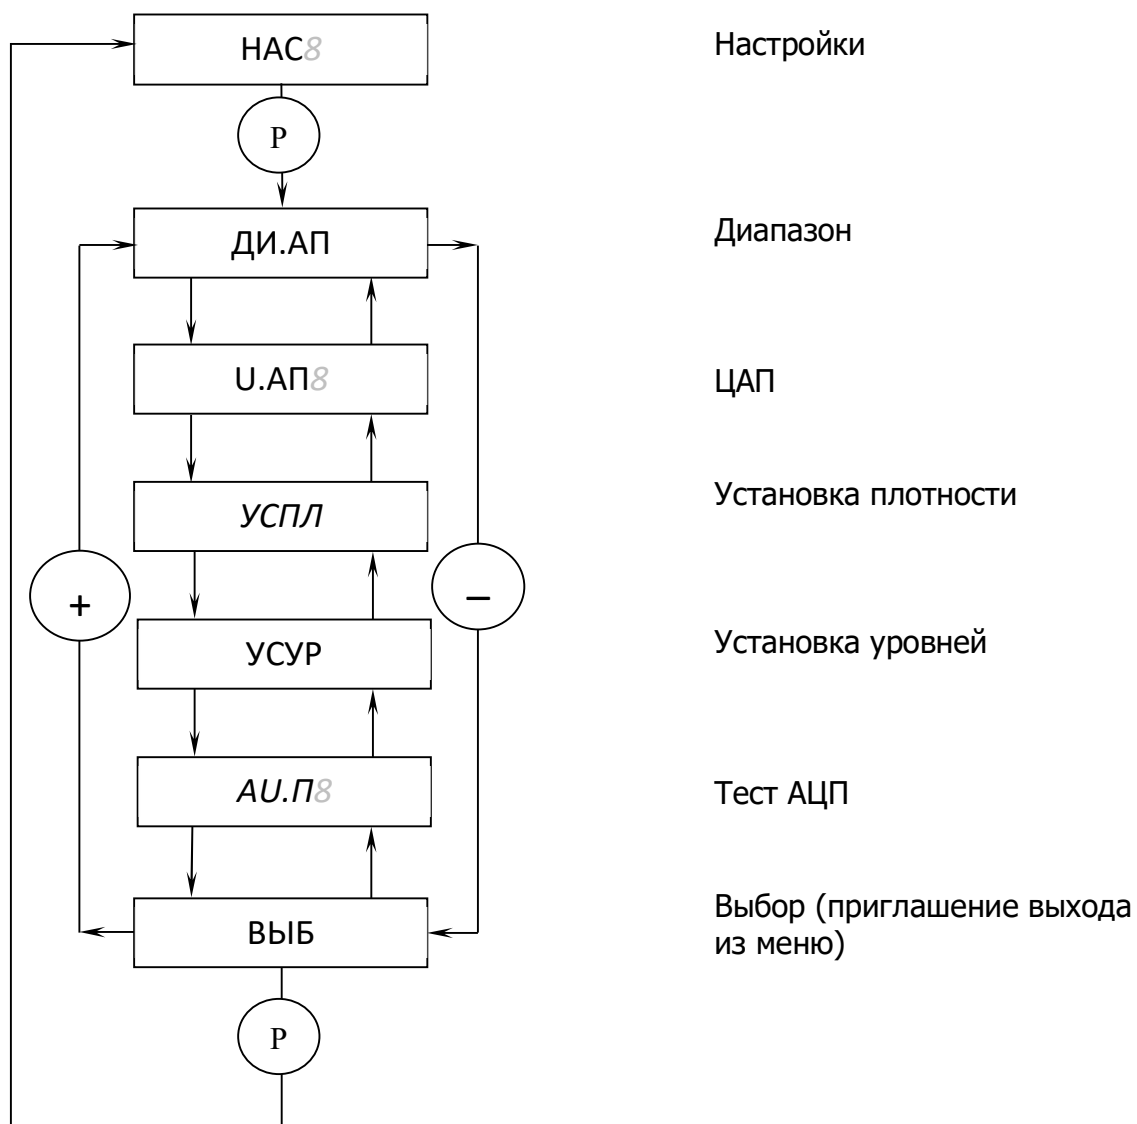 НАС8
Настройки
Р
ДИ.АП
Диапазон
U.АП8
ЦАП
УСПЛ
Установка плотности
+
–
УСУР
Установка уровней
AU.П8
Тест АЦП
ВЫБ
Выбор (приглашение выхода
из меню)
Р